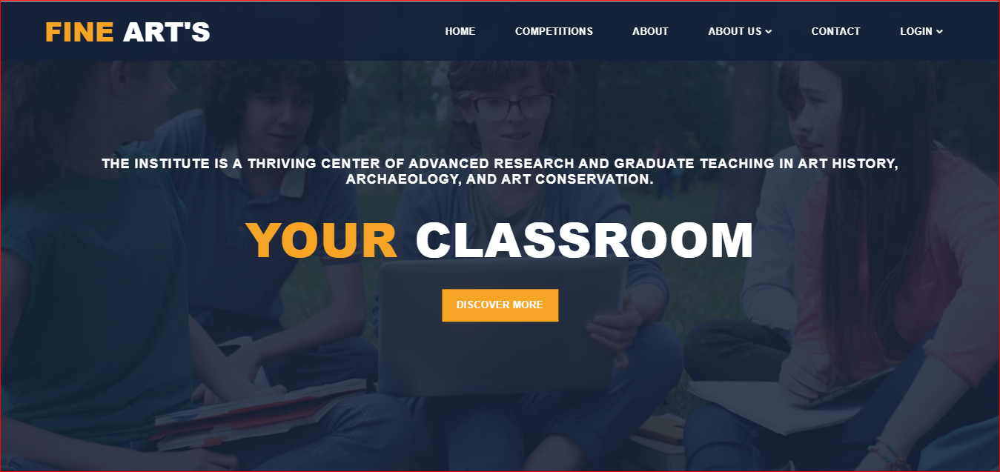 FINE ART'S
HOME COMPETITIONS ABOUT ABOUT US CONTACT LOGIN
THE INSTITUTE IS A THRIVING CENTER OF ADVANCED RESEARCH AND GRADUATE TEACHING IN ART HISTORY,
ARCHAEOLOGY, AND ART CONSERVATION.
YOUR CLASSROOM
DISCOVER MORE